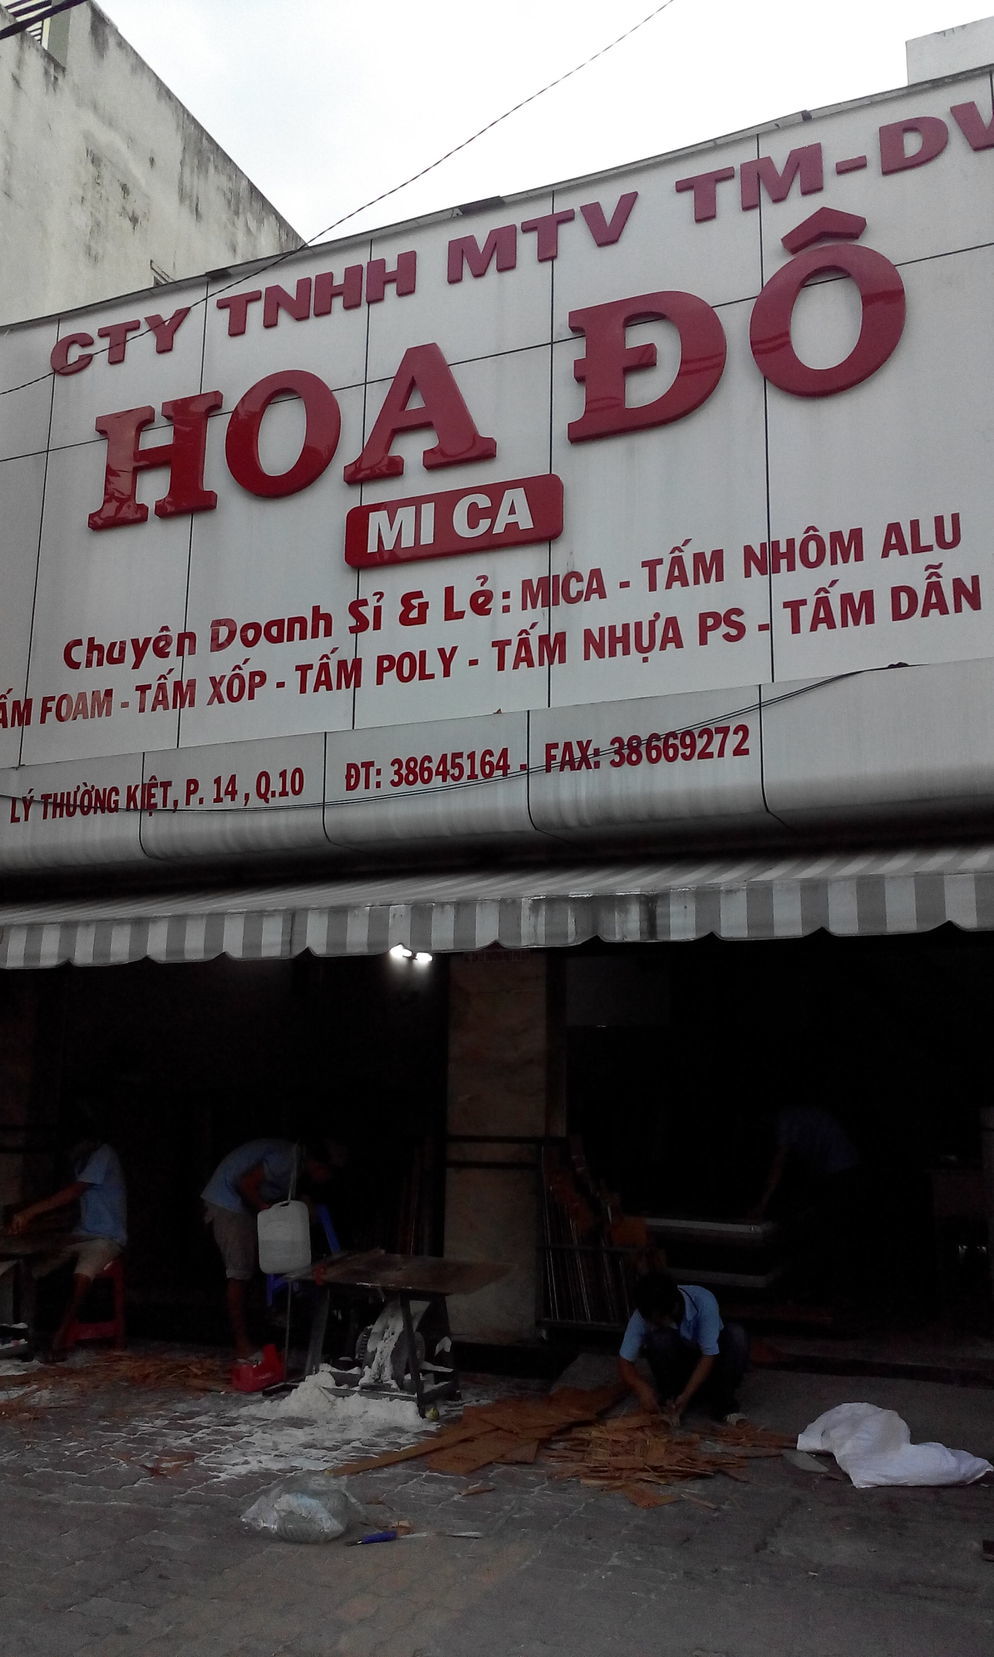 CTY TNHH MTV TM-DV
HOA ĐÔ
MI CA
Chuyên Doanh Sỉ & Lẻ: MICA - TẤM NHÔM ALU
TẤM FOAM - TẤM XỐP - TẤM POLY - TẤM NHỰA PS - TẤM DẪN
LÝ THƯỜNG KIỆT, P. 14, Q.10 ĐT: 38645164 - FAX: 38669272